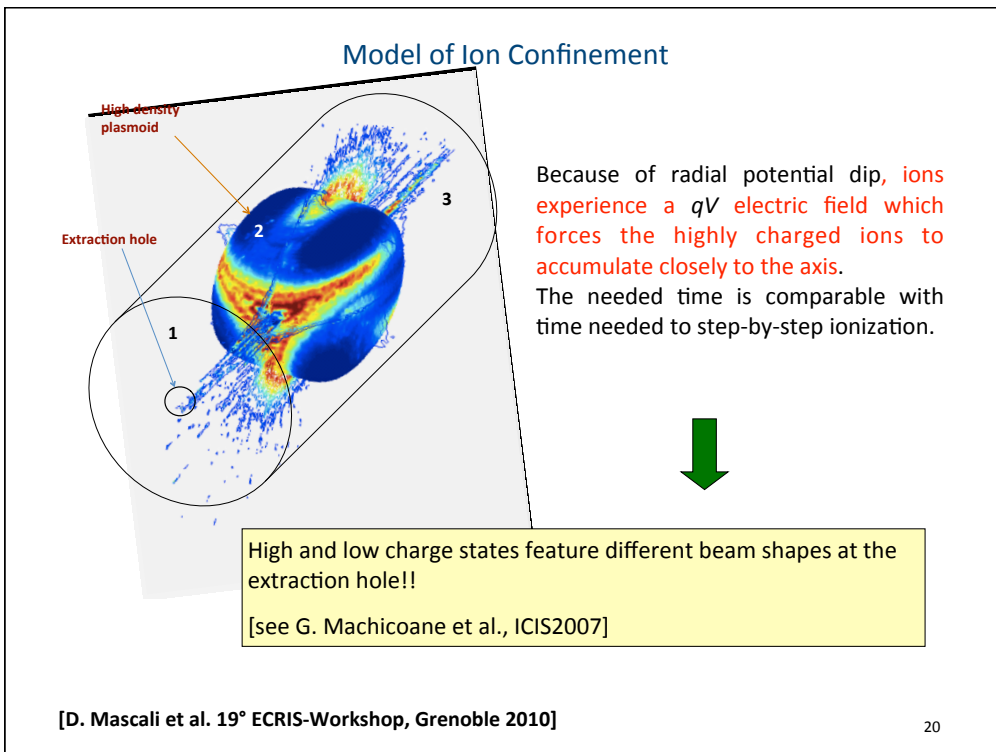 Model of Ion Confinement
High density
plasmoid
3
2
Extraction hole
1
Because of radial potential dip, ions
experience a qV electric field which
forces the highly charged ions to
accumulate closely to the axis.
The needed time is comparable with
time needed to step-by-step ionization.
High and low charge states feature different beam shapes at the
extraction hole!!
[see G. Machicoane et al., ICIS2007]
[D. Mascali et al. 19° ECRIS-Workshop, Grenoble 2010]
20